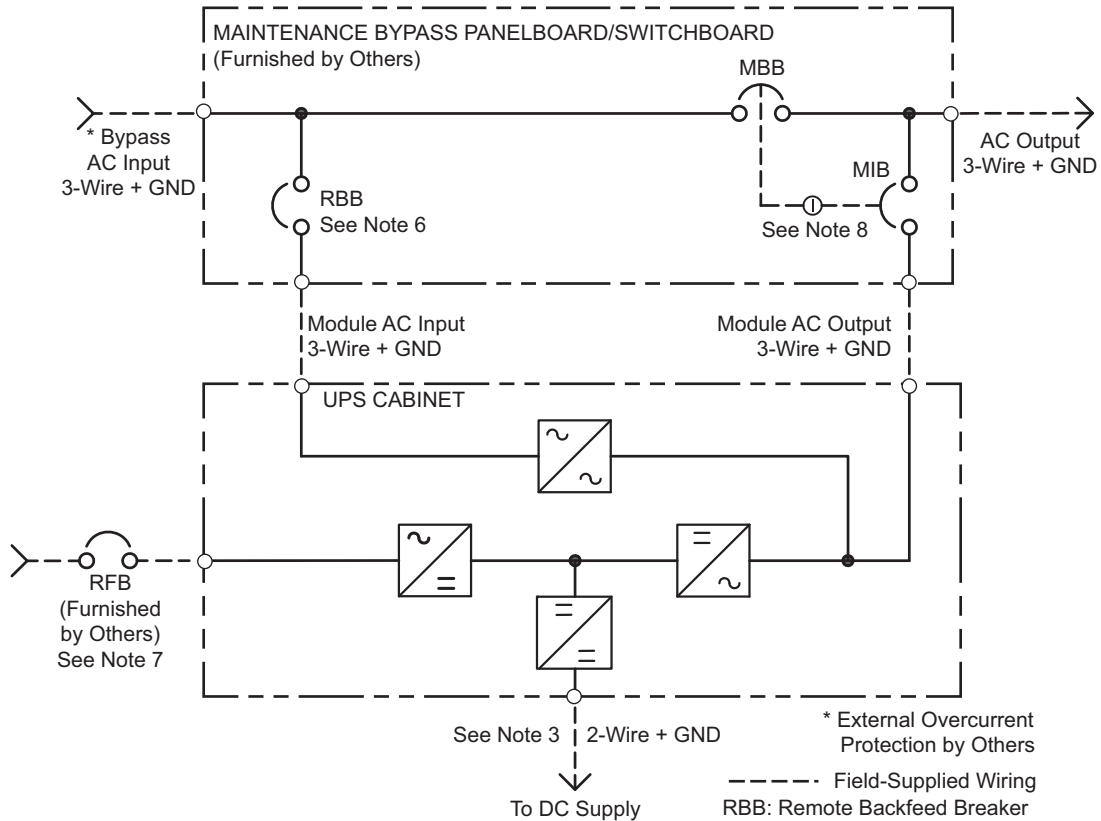 MAINTENANCE BYPASS PANELBOARD/SWITCHBOARD
(Furnished by Others)
MBB
* Bypass
AC Input
3-Wire + GND
RBB
See Note 6
MIB
See Note 8
AC Output
3-Wire + GND
Module AC Input
3-Wire + GND
Module AC Output
3-Wire + GND
UPS CABINET
RFB
(Furnished
by Others)
See Note 7
See Note 3
2-Wire + GND
To DC Supply
* External Overcurrent
Protection by Others
Field-Supplied Wiring
RBB: Remote Backfeed Breaker